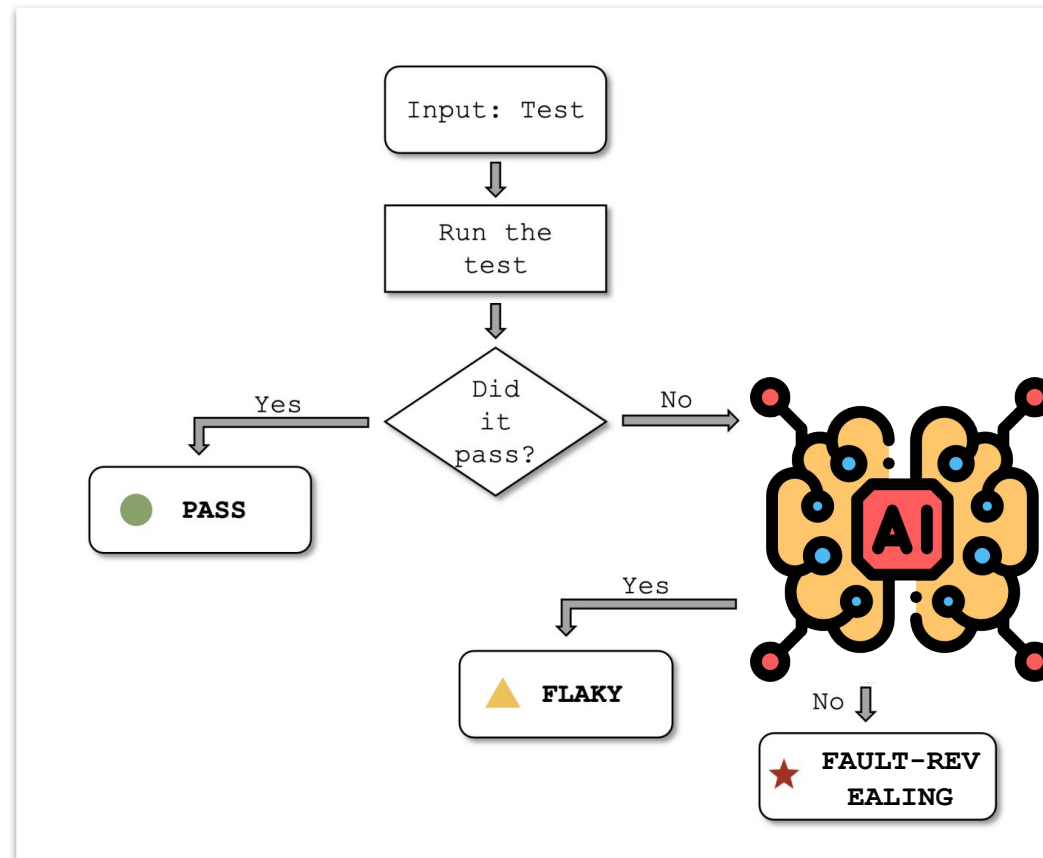 Input: Test
Run the
test
Did
it
pass?
Yes
No
PASS
AI
Yes
FLAKY
No
FAULT-REV
EALING